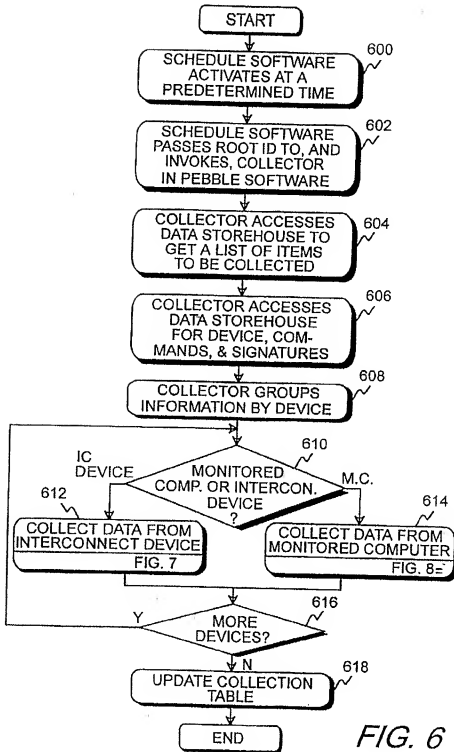 START
600
SCHEDULE SOFTWARE
ACTIVATES AT A
PREDETERMINED TIME
602
SCHEDULE SOFTWARE
PASSES ROOT ID TO, AND
INVOKES, COLLECTOR
IN PEBBLE SOFTWARE
604
COLLECTOR ACCESSES
DATA STOREHOUSE TO
GET A LIST OF ITEMS
TO BE COLLECTED
606
COLLECTOR ACCESSES
DATA STOREHOUSE
FOR DEVICE, COM-
MANDS, & SIGNATURES
608
COLLECTOR GROUPS
INFORMATION BY DEVICE
610
IC
DEVICE
MONITORED
COMP. OR INTERCON.
DEVICE
?
M.C.
612
COLLECT DATA FROM
INTERCONNECT DEVICE
FIG. 7
614
COLLECT DATA FROM
MONITORED COMPUTER
FIG. 8=
616
Y
MORE
DEVICES?
N
618
UPDATE COLLECTION
TABLE
END
FIG. 6